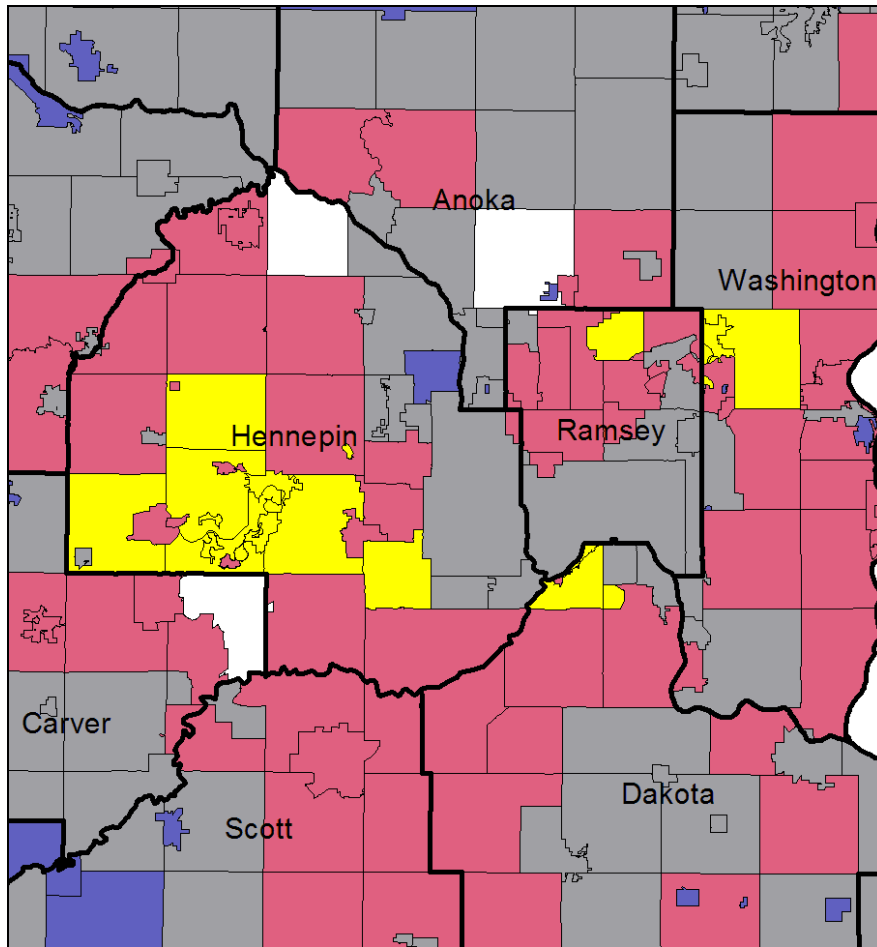 Anoka
Washington
Hennepin
Ramsey
Carver
Dakota
Scott